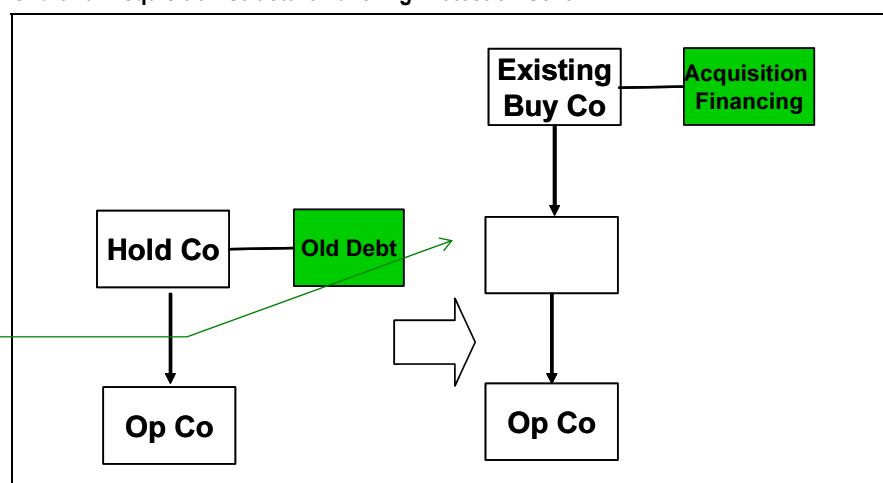 Existing
Buy Co
Acquisition
Financing
Hold Co
Old Debt
Op Co
Op Co